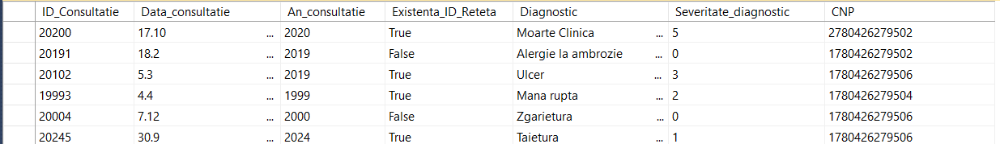 ID_Consultatie Data_consultatie An_consultatie Existenta_ID_Reteta Diagnostic Severitate_diagnostic CNP
20200 17.10 ... 2020 True Moarte Clinica ... 5 2780426279502
20191 18.2 ... 2019 False Alergie la ambrozie ... 0 1780426279502
20102 5.3 ... 2019 True Ulcer ... 3 1780426279506
19993 4.4 ... 1999 True Mana rupta ... 2 1780426279504
20004 7.12 ... 2000 False Zgarietura ... 0 1780426279506
20245 30.9 ... 2024 True Taietura ... 1 1780426279506